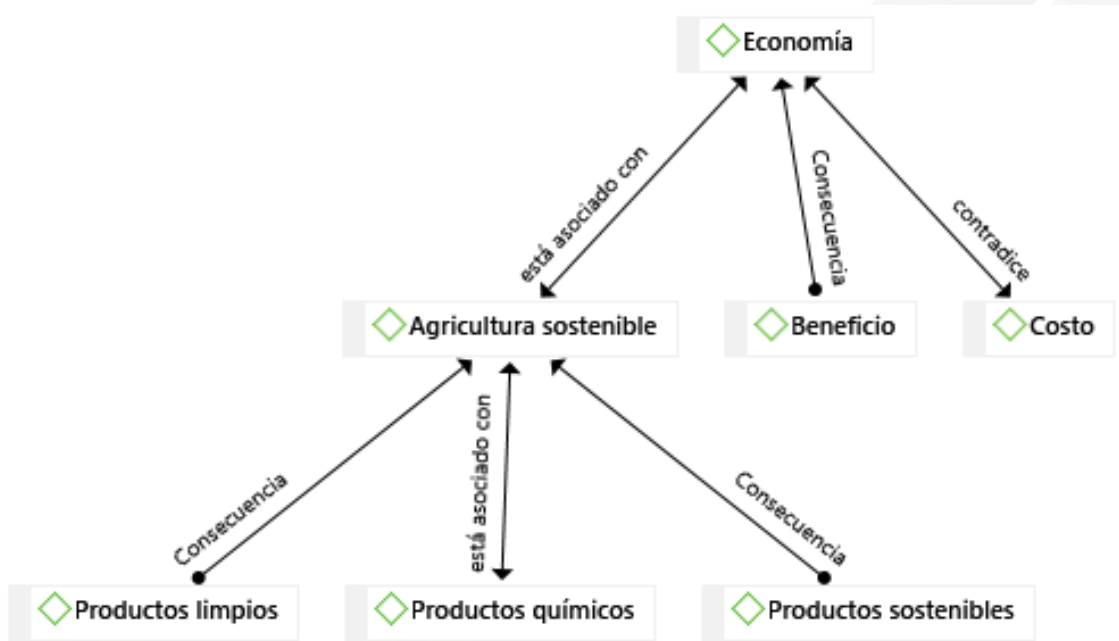 Economía
está asociado con
Consecuencia
contradice
Agricultura sostenible
Beneficio
Costo
Consecuencia
está asociado con
Consecuencia
Productos limpios
Productos químicos
Productos sostenibles